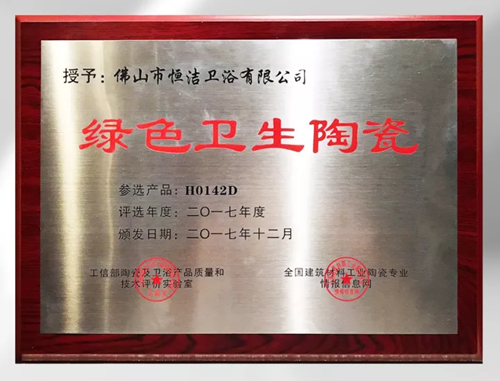 授予：佛山市恒洁卫浴有限公司
绿色卫生陶瓷
参选产品：H0142D
评选年度：二〇一七年度
颁发日期：二〇一七年十二月
工信部陶瓷及卫浴产品质量和
技术评价实验室
全国建筑材料工业陶瓷专业
情报信息网